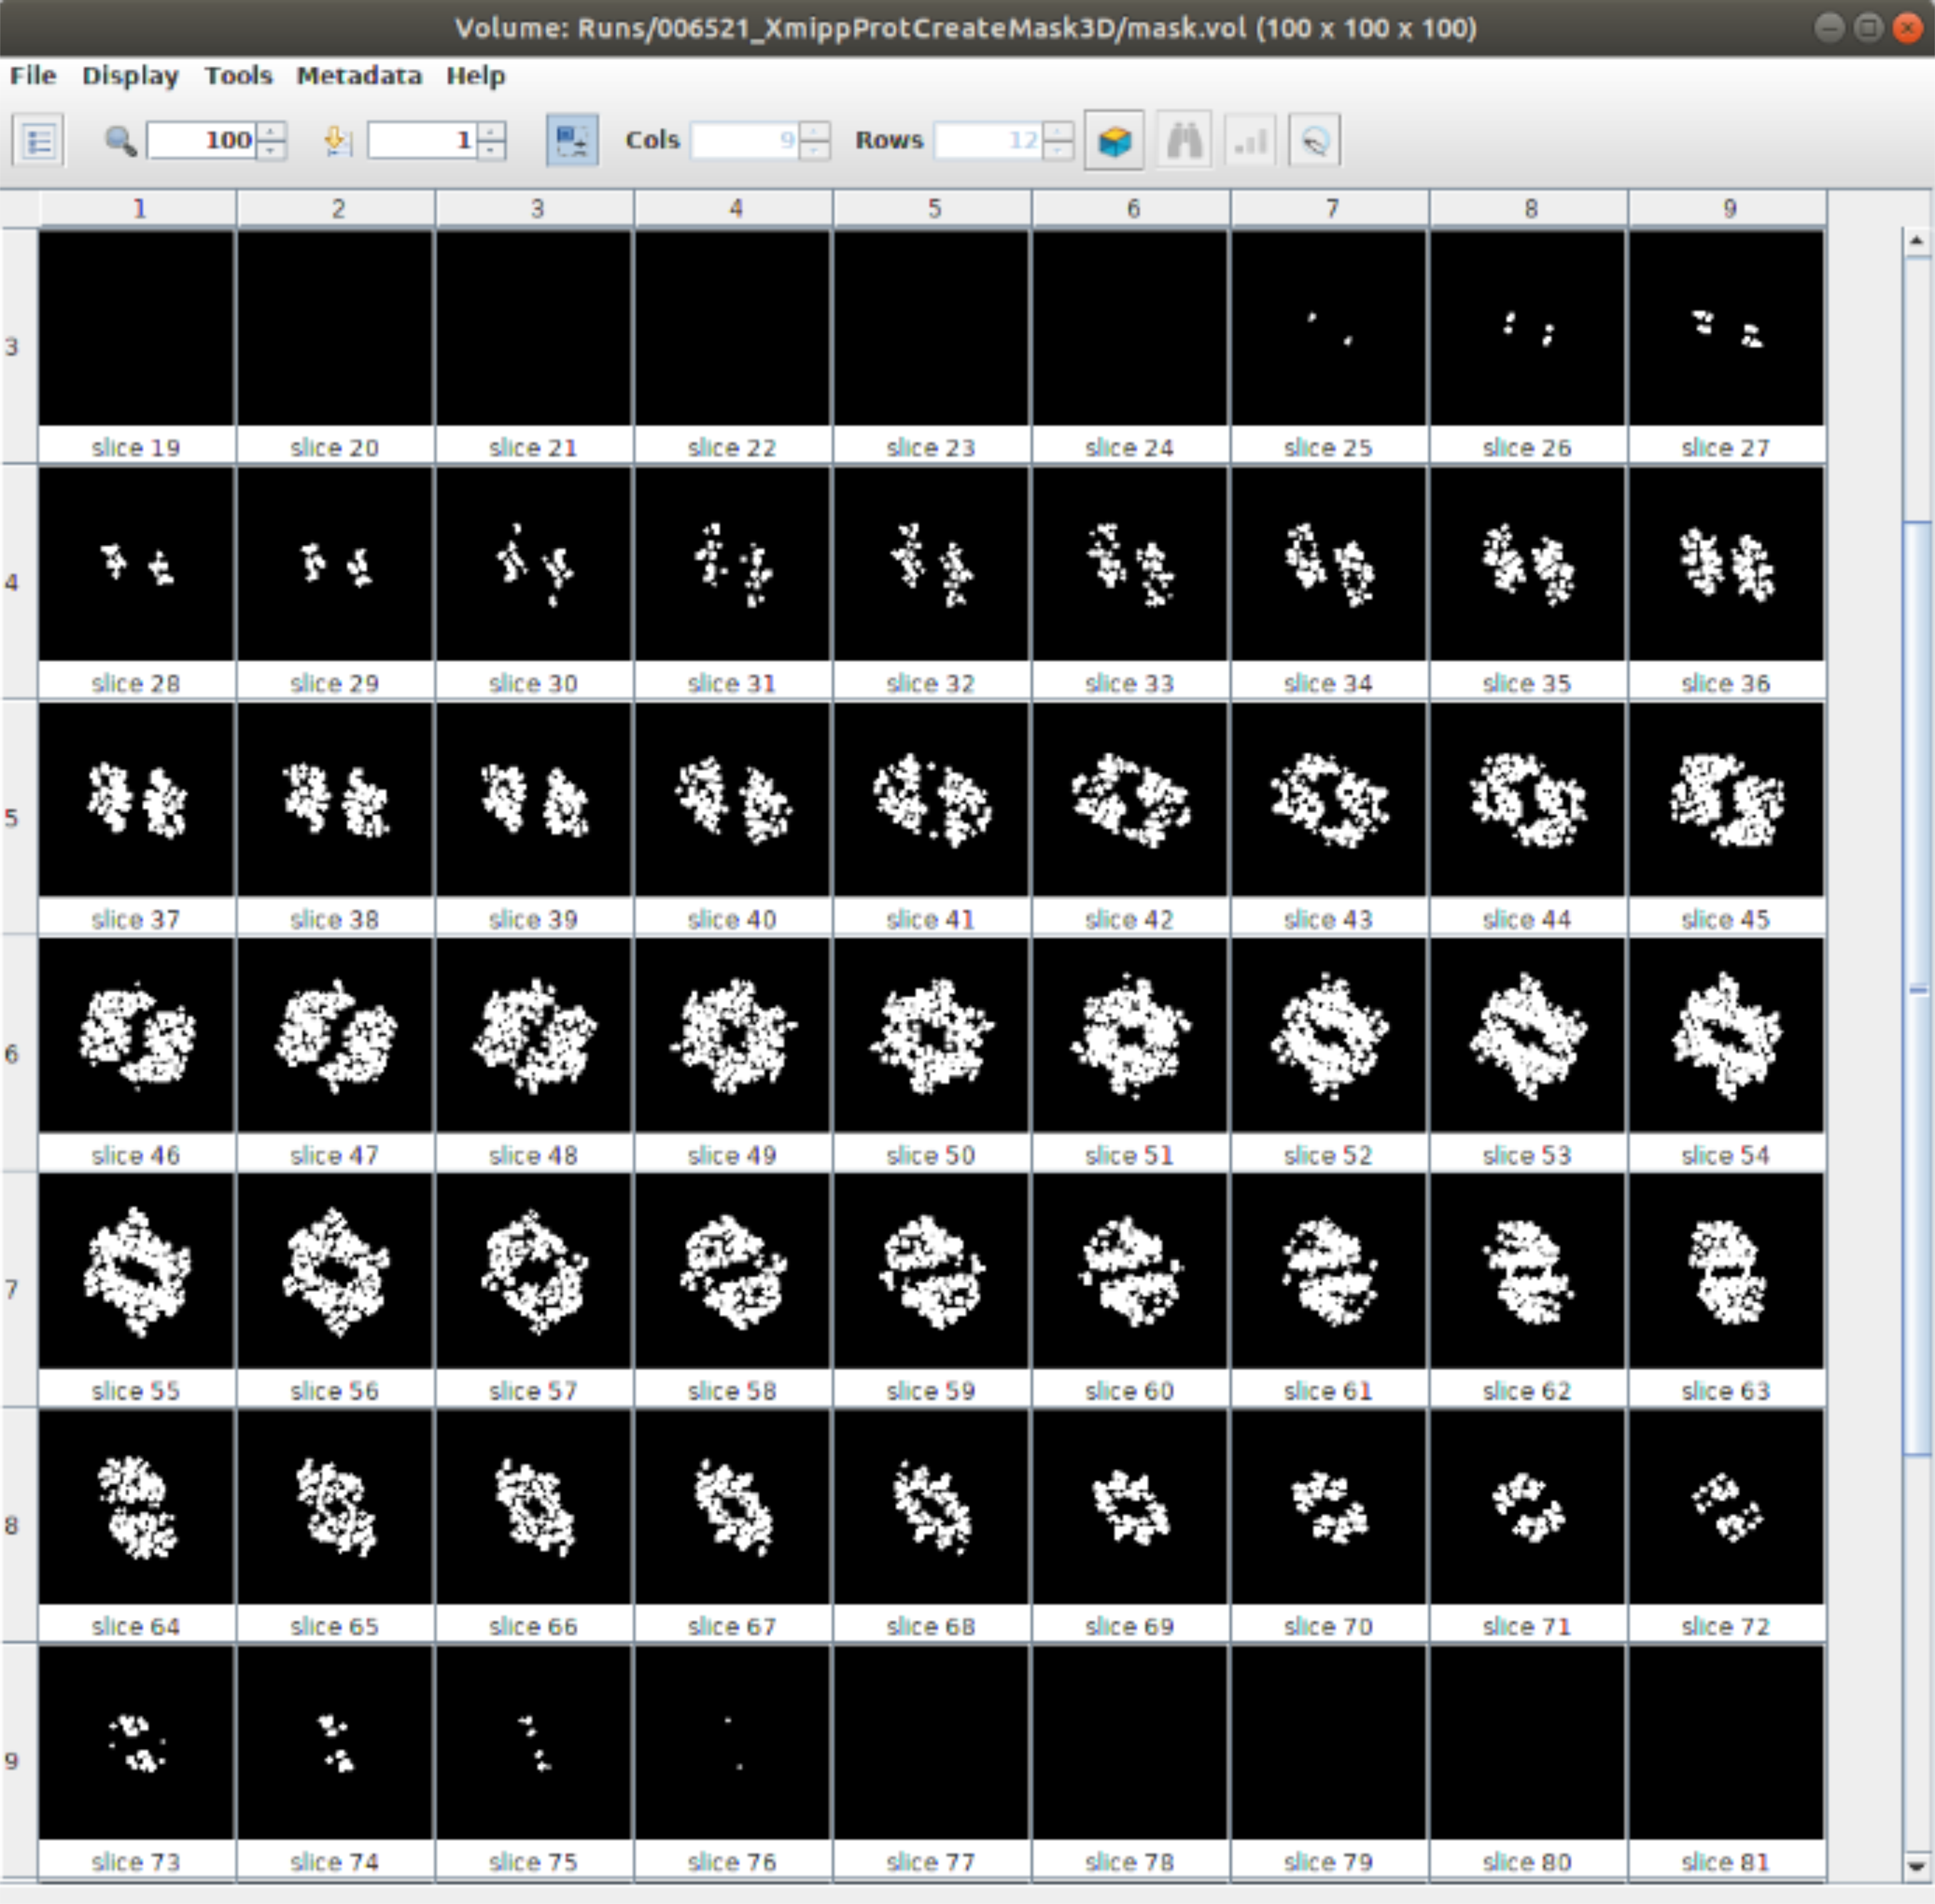 Volume: Runs/006521_XmippProtCreateMask3D/mask.vol (100 x 100 x 100)
File Display Tools Metadata Help
100 1 Cols 9 Rows 12
1 2 3 4 5 6 7 8 9
3
slice 19 slice 20 slice 21 slice 22 slice 23 slice 24 slice 25 slice 26 slice 27
4
slice 28 slice 29 slice 30 slice 31 slice 32 slice 33 slice 34 slice 35 slice 36
5
slice 37 slice 38 slice 39 slice 40 slice 41 slice 42 slice 43 slice 44 slice 45
6
slice 46 slice 47 slice 48 slice 49 slice 50 slice 51 slice 52 slice 53 slice 54
7
slice 55 slice 56 slice 57 slice 58 slice 59 slice 60 slice 61 slice 62 slice 63
8
slice 64 slice 65 slice 66 slice 67 slice 68 slice 69 slice 70 slice 71 slice 72
9
slice 73 slice 74 slice 75 slice 76 slice 77 slice 78 slice 79 slice 80 slice 81